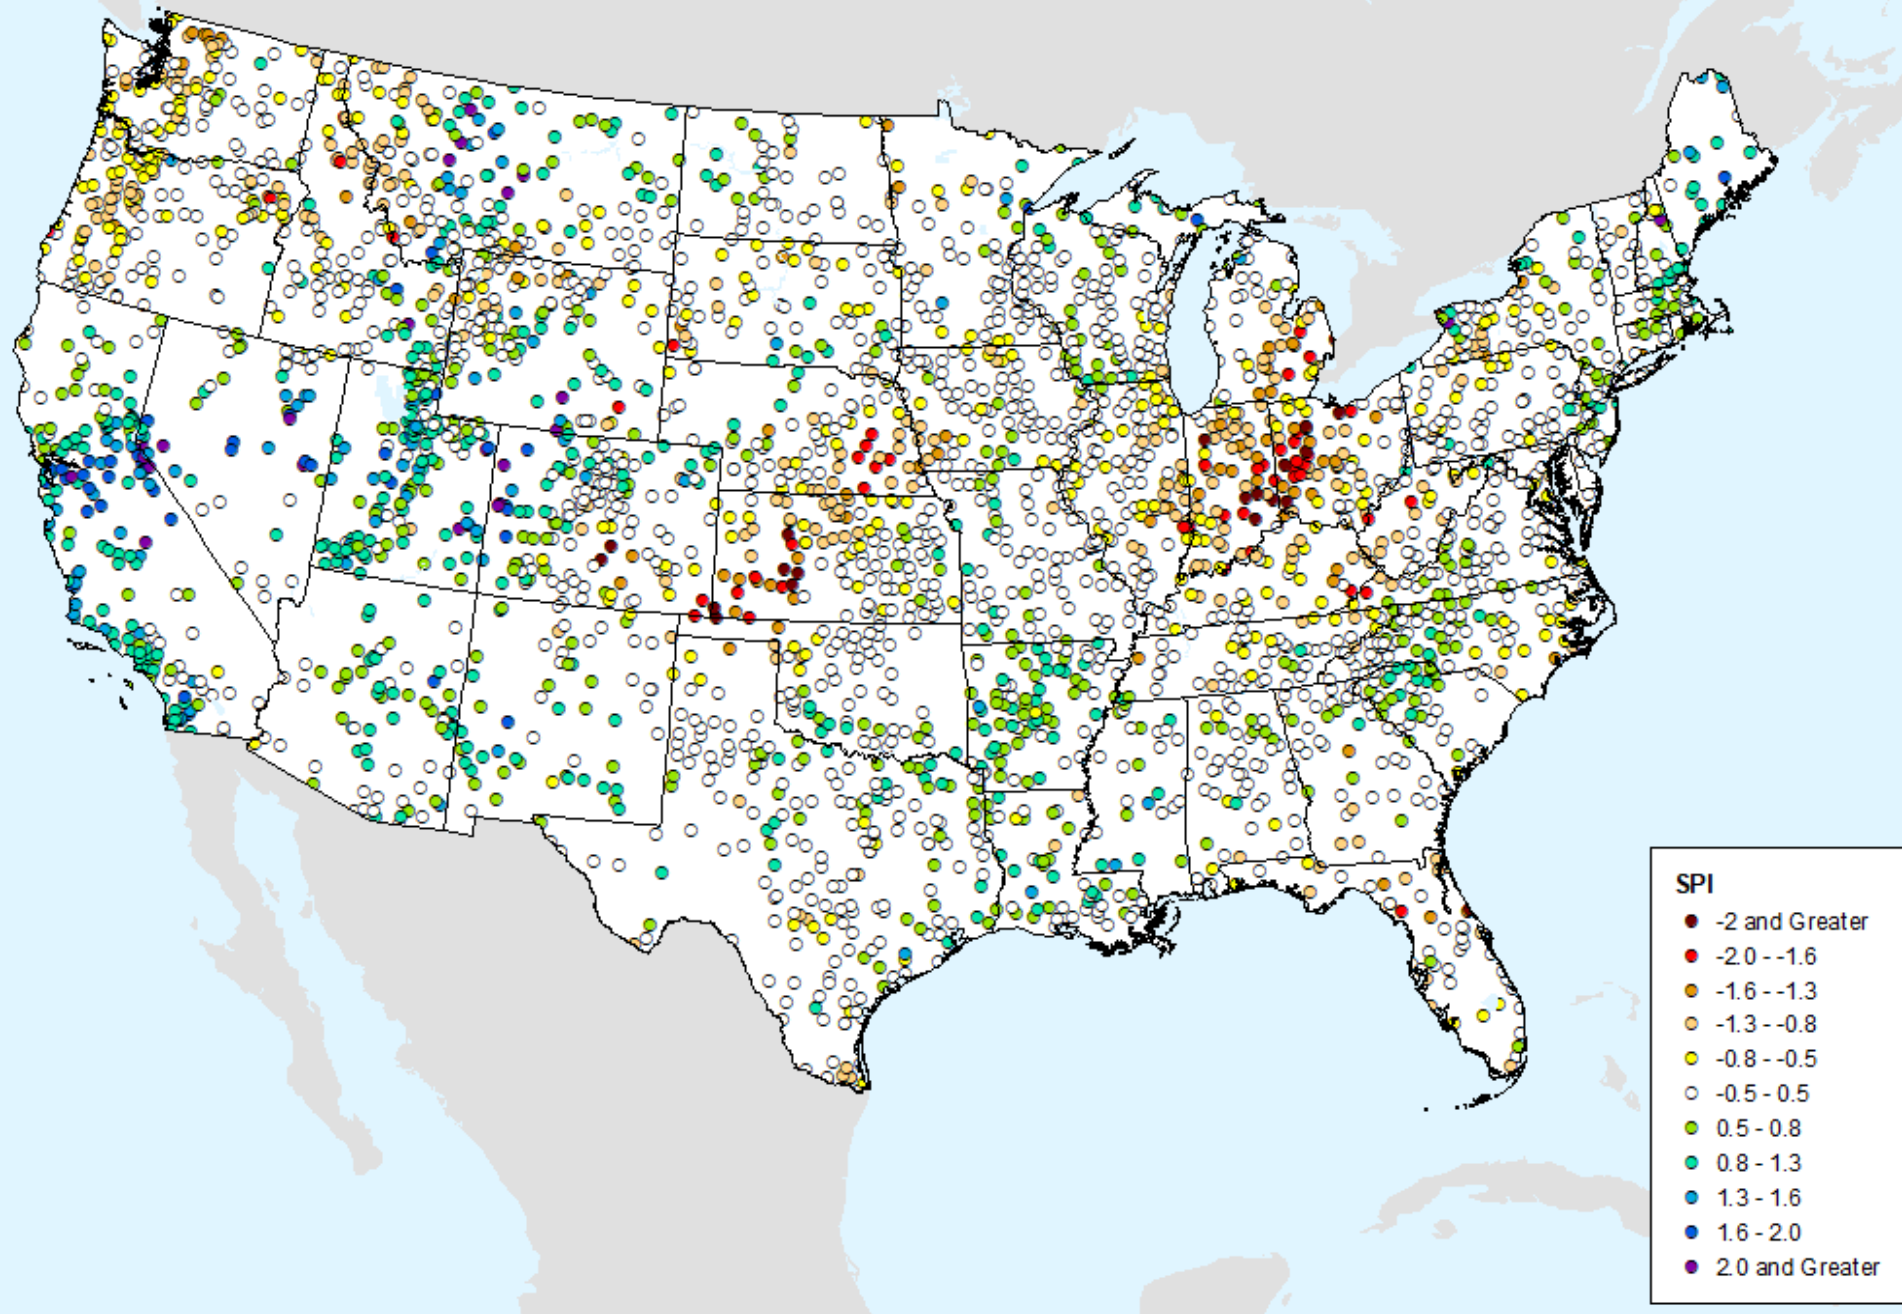 SPI
-2 and Greater
-2.0 - -1.6
-1.6 - -1.3
-1.3 - -0.8
-0.8 - -0.5
-0.5 - 0.5
0.5 - 0.8
0.8 - 1.3
1.3 - 1.6
1.6 - 2.0
2.0 and Greater